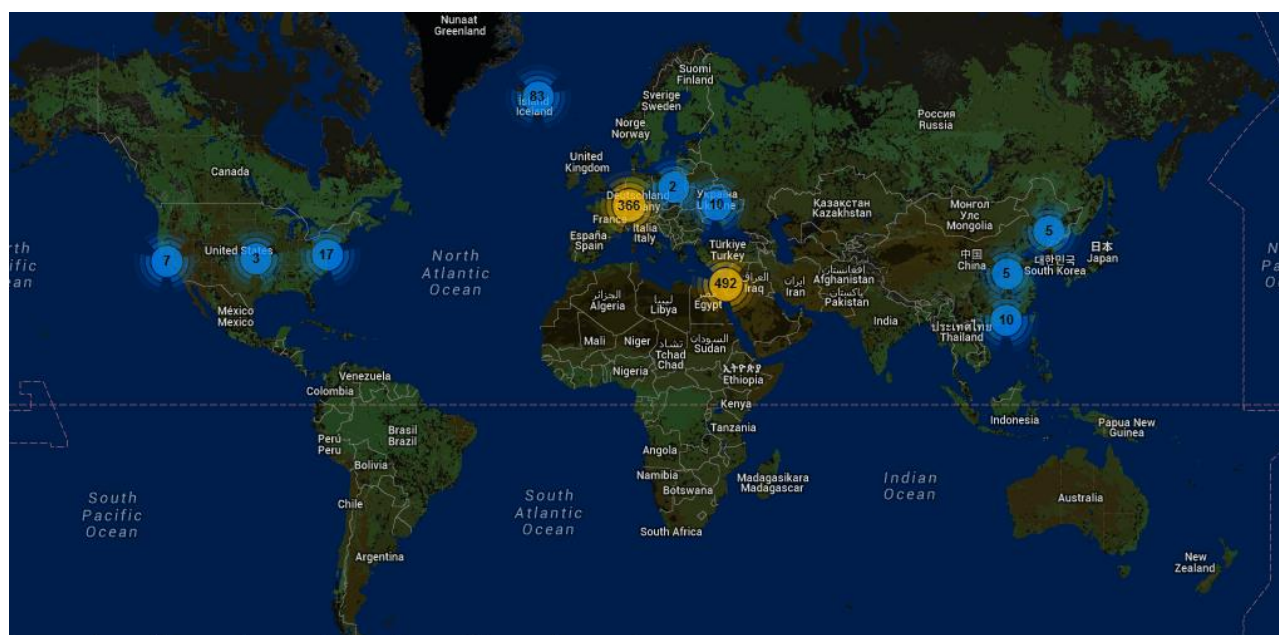 Nunaat
Greenland
83
Ísland
Iceland
Suomi
Finland
Sverige
Sweden
Norge
Norway
Россия
Russia
Canada
United
Kingdom
Deutschland
2
Україна
10
366
France
Italia
Italy
España
Spain
Қазақстан
Kazakhstan
Монгол
Улс
Mongolia
5
日本
Japan
대한민국
South Korea
中国
China
5
10
Türkiye
Turkey
United States
7
3
17
North
Atlantic
Ocean
492
العراق
Iraq
ایران
Iran
افغانستان
Afghanistan
پاکستان
Pakistan
México
Mexico
الجزائر
Algeria
ليبيا
Libya
مصر
Egypt
India
ประเทศไทย
Thailand
Mali
Niger
تشاد
Tchad
Chad
السودان
Sudan
Nigeria
ኢትዮጵያ
Ethiopia
Venezuela
Colombia
Kenya
Tanzania
Indonesia
Papua New
Guinea
Brasil
Brazil
Perú
Peru
Bolivia
Angola
Namibia
Botswana
Madagasikara
Madagascar
Indian
Ocean
Australia
South
Pacific
Ocean
Chile
South
Atlantic
Ocean
South Africa
Argentina
New
Zealand